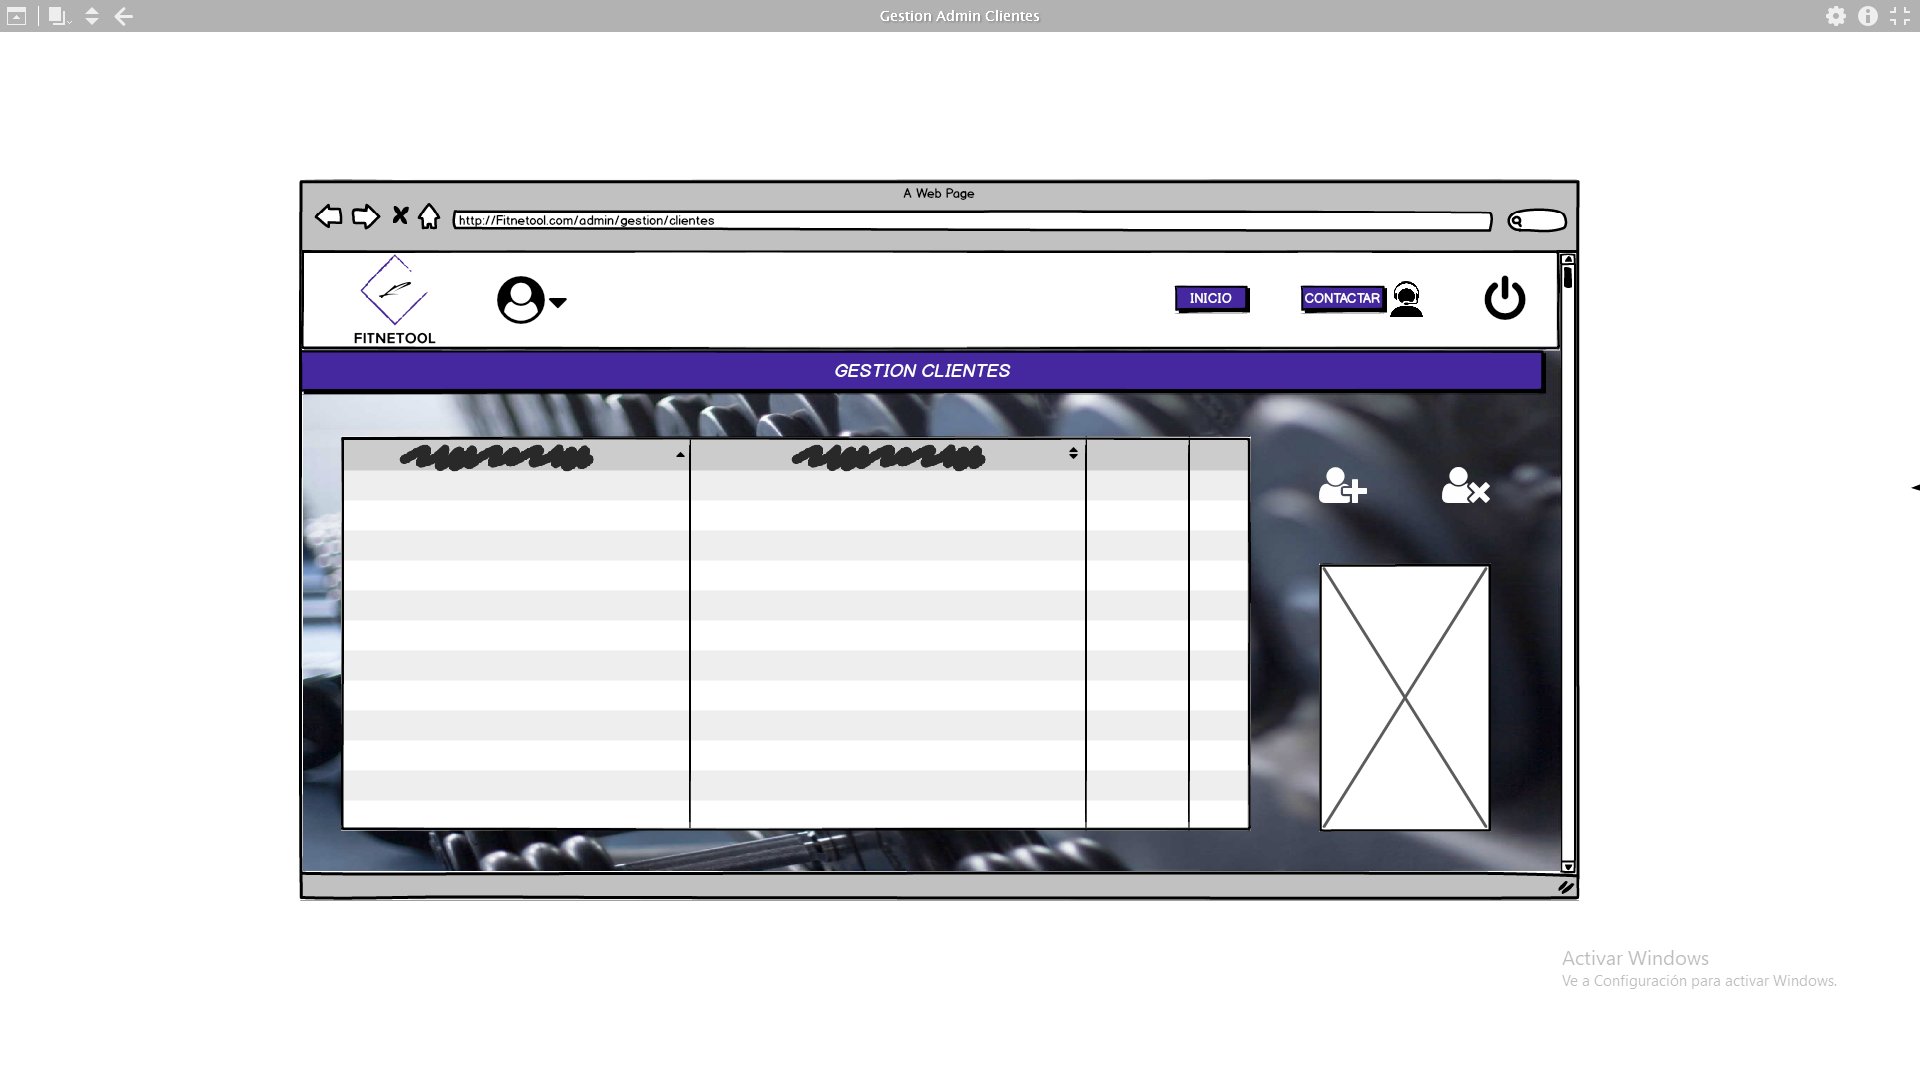 Gestion Admin Clientes
A Web Page
http://Fitnetool.com/admin/gestion/clientes
FITNETOOL
INICIO
CONTACTAR
GESTION CLIENTES
Activar Windows
Ve a Configuración para activar Windows.